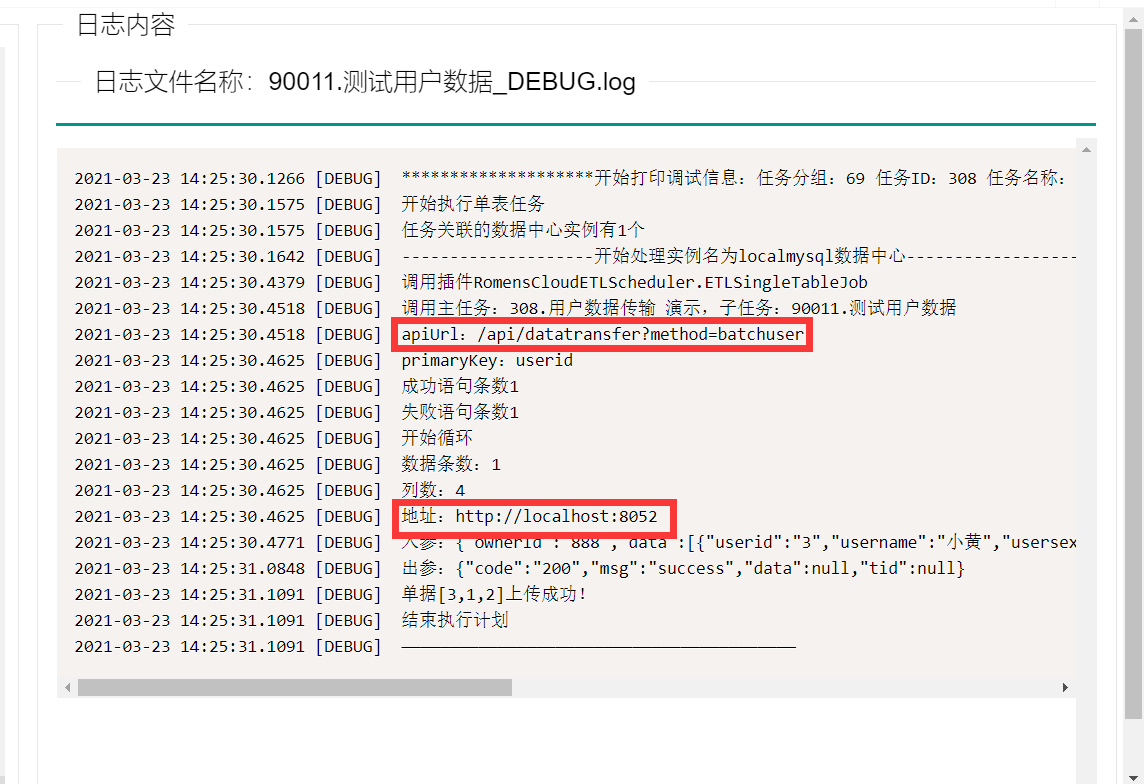 日志内容
日志文件名称：90011.测试用户数据_DEBUG.log
2021-03-23 14:25:30.1266 [DEBUG] ********************开始打印调试信息：任务分组：69 任务ID：308 任务名称：
2021-03-23 14:25:30.1575 [DEBUG] 开始执行单表任务
2021-03-23 14:25:30.1575 [DEBUG] 任务关联的数据中心实例有1个
2021-03-23 14:25:30.1642 [DEBUG] --------------------开始处理实例名为localmysql数据中心------------------
2021-03-23 14:25:30.4379 [DEBUG] 调用插件RomensCloudETLScheduler.ETLSingleTableJob
2021-03-23 14:25:30.4518 [DEBUG] 调用主任务：308.用户数据传输 演示，子任务：90011.测试用户数据
2021-03-23 14:25:30.4518 [DEBUG] apiUrl：/api/datatransfer?method=batchuser
2021-03-23 14:25:30.4625 [DEBUG] primaryKey：userid
2021-03-23 14:25:30.4625 [DEBUG] 成功语句条数1
2021-03-23 14:25:30.4625 [DEBUG] 失败语句条数1
2021-03-23 14:25:30.4625 [DEBUG] 开始循环
2021-03-23 14:25:30.4625 [DEBUG] 数据条数：1
2021-03-23 14:25:30.4625 [DEBUG] 列数：4
2021-03-23 14:25:30.4625 [DEBUG] 地址：http://localhost:8052
2021-03-23 14:25:30.4771 [DEBUG] 入参：{"ownerId":"888","data":[{"userid":"3","username":"小黄","usersex
2021-03-23 14:25:31.0848 [DEBUG] 出参：{"code":"200","msg":"success","data":null,"tid":null}
2021-03-23 14:25:31.1091 [DEBUG] 单据[3,1,2]上传成功！
2021-03-23 14:25:31.1091 [DEBUG] 结束执行计划
2021-03-23 14:25:31.1091 [DEBUG] —————————————————————————————————————————